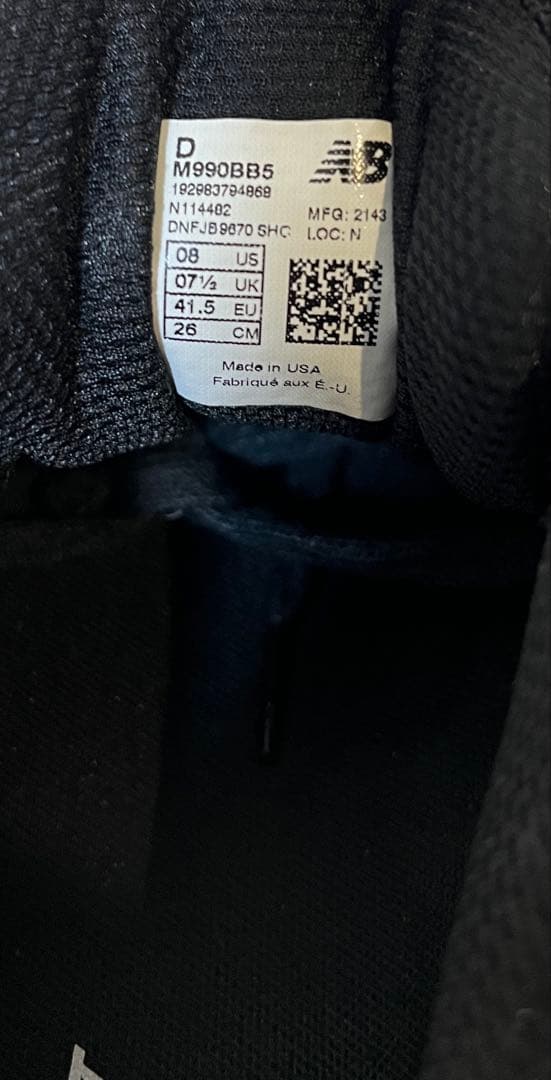 D
M990BB5
192983794869
N114482
MFG: 2143
DNFJB9670 SHC
LOC: N
08 US
07½ UK
41.5 EU
26 CM
Made in USA
Fabriqué aux É.-U.